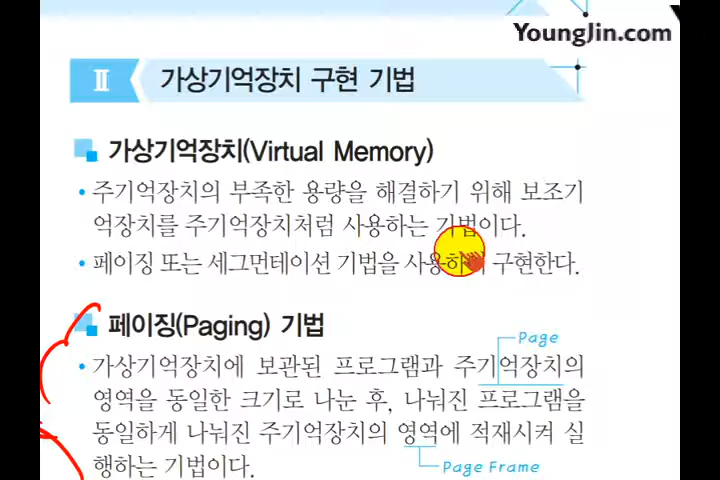 YoungJin.com
Ⅱ 가상기억장치 구현 기법
가상기억장치(Virtual Memory)
• 주기억장치의 부족한 용량을 해결하기 위해 보조기
억장치를 주기억장치처럼 사용하는 기법이다.
• 페이징 또는 세그먼테이션 기법을 사용하여 구현한다.
페이징(Paging) 기법
Page
• 가상기억장치에 보관된 프로그램과 주기억장치의
영역을 동일한 크기로 나눈 후, 나눠진 프로그램을
동일하게 나눠진 주기억장치의 영역에 적재시켜 실
행하는 기법이다.
Page Frame